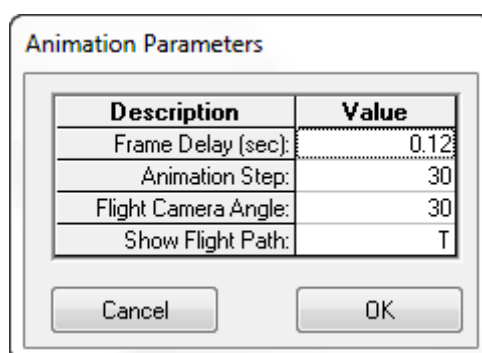 Animation Parameters
Description Value
Frame Delay (sec): 0.12
Animation Step: 30
Flight Camera Angle: 30
Show Flight Path: T
Cancel OK